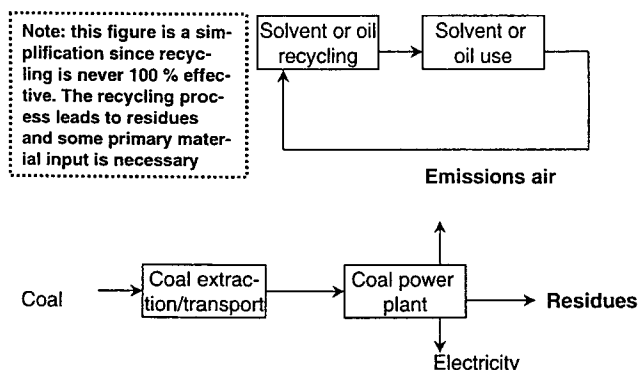 Note: this figure is a sim-
plification since recyc-
ling is never 100 % effec-
tive. The recycling proc-
ess leads to residues
and some primary mater-
ial input is necessary
Solvent or oil
recycling
Solvent or
oil use
Emissions air
Coal
Coal extrac-
tion/transport
Coal power
plant
Residues
Electricity